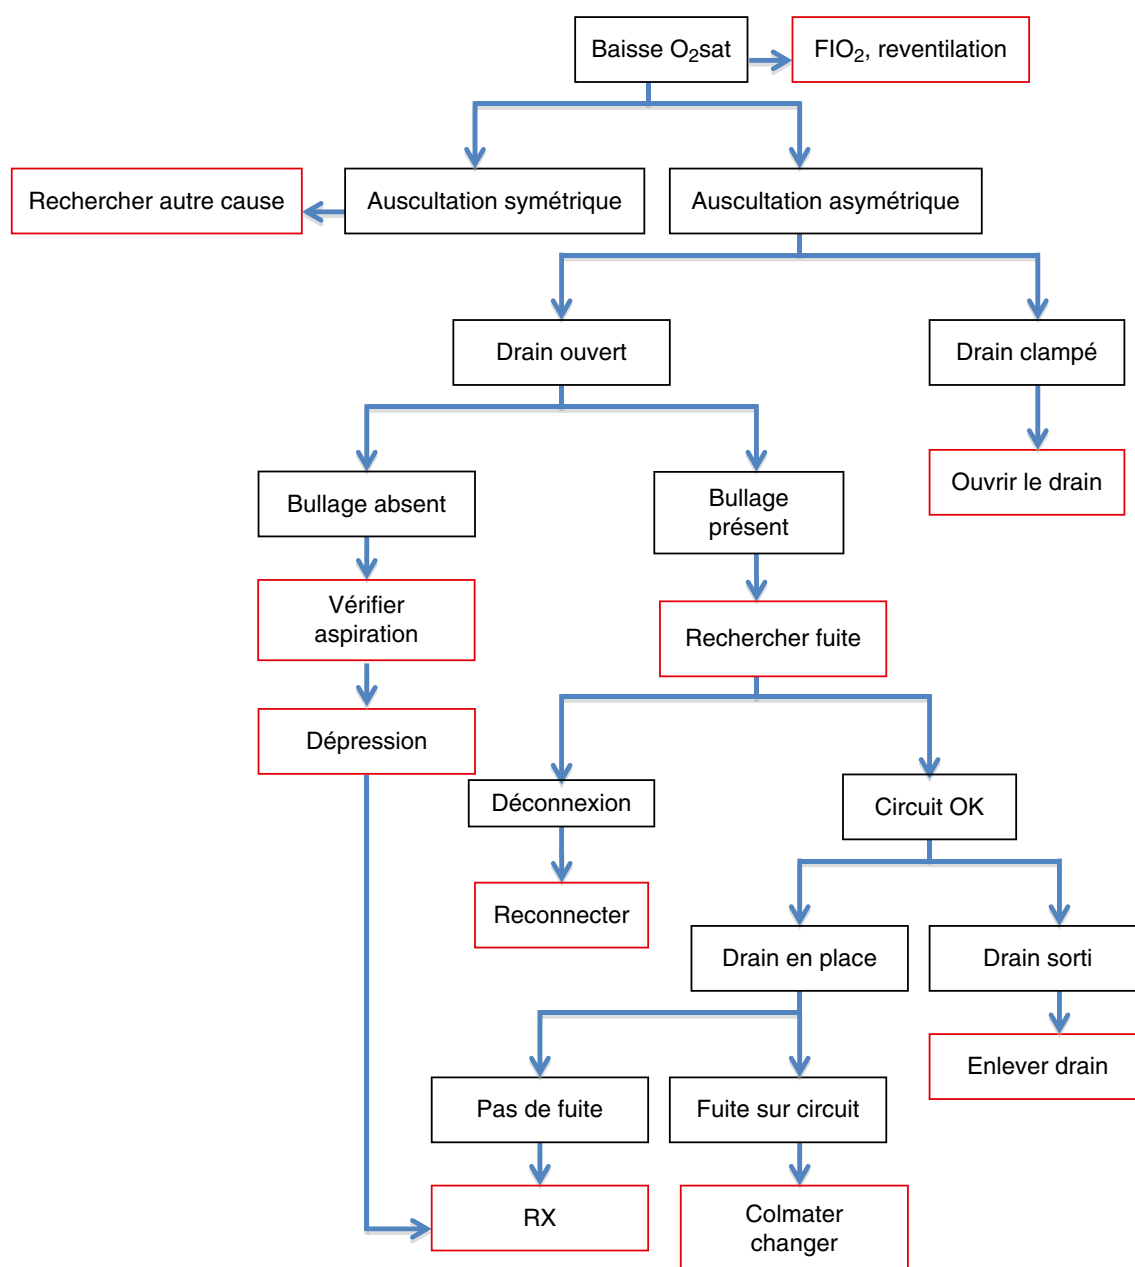 Baisse O₂sat
FIO₂, reventilation
Rechercher autre cause
Auscultation symétrique
Auscultation asymétrique
Drain ouvert
Drain clampé
Bullage absent
Bullage
présent
Ouvrir le drain
Vérifier
aspiration
Rechercher fuite
Dépression
Déconnexion
Circuit OK
Reconnecter
Drain en place
Drain sorti
Enlever drain
Pas de fuite
Fuite sur circuit
RX
Colmater
changer